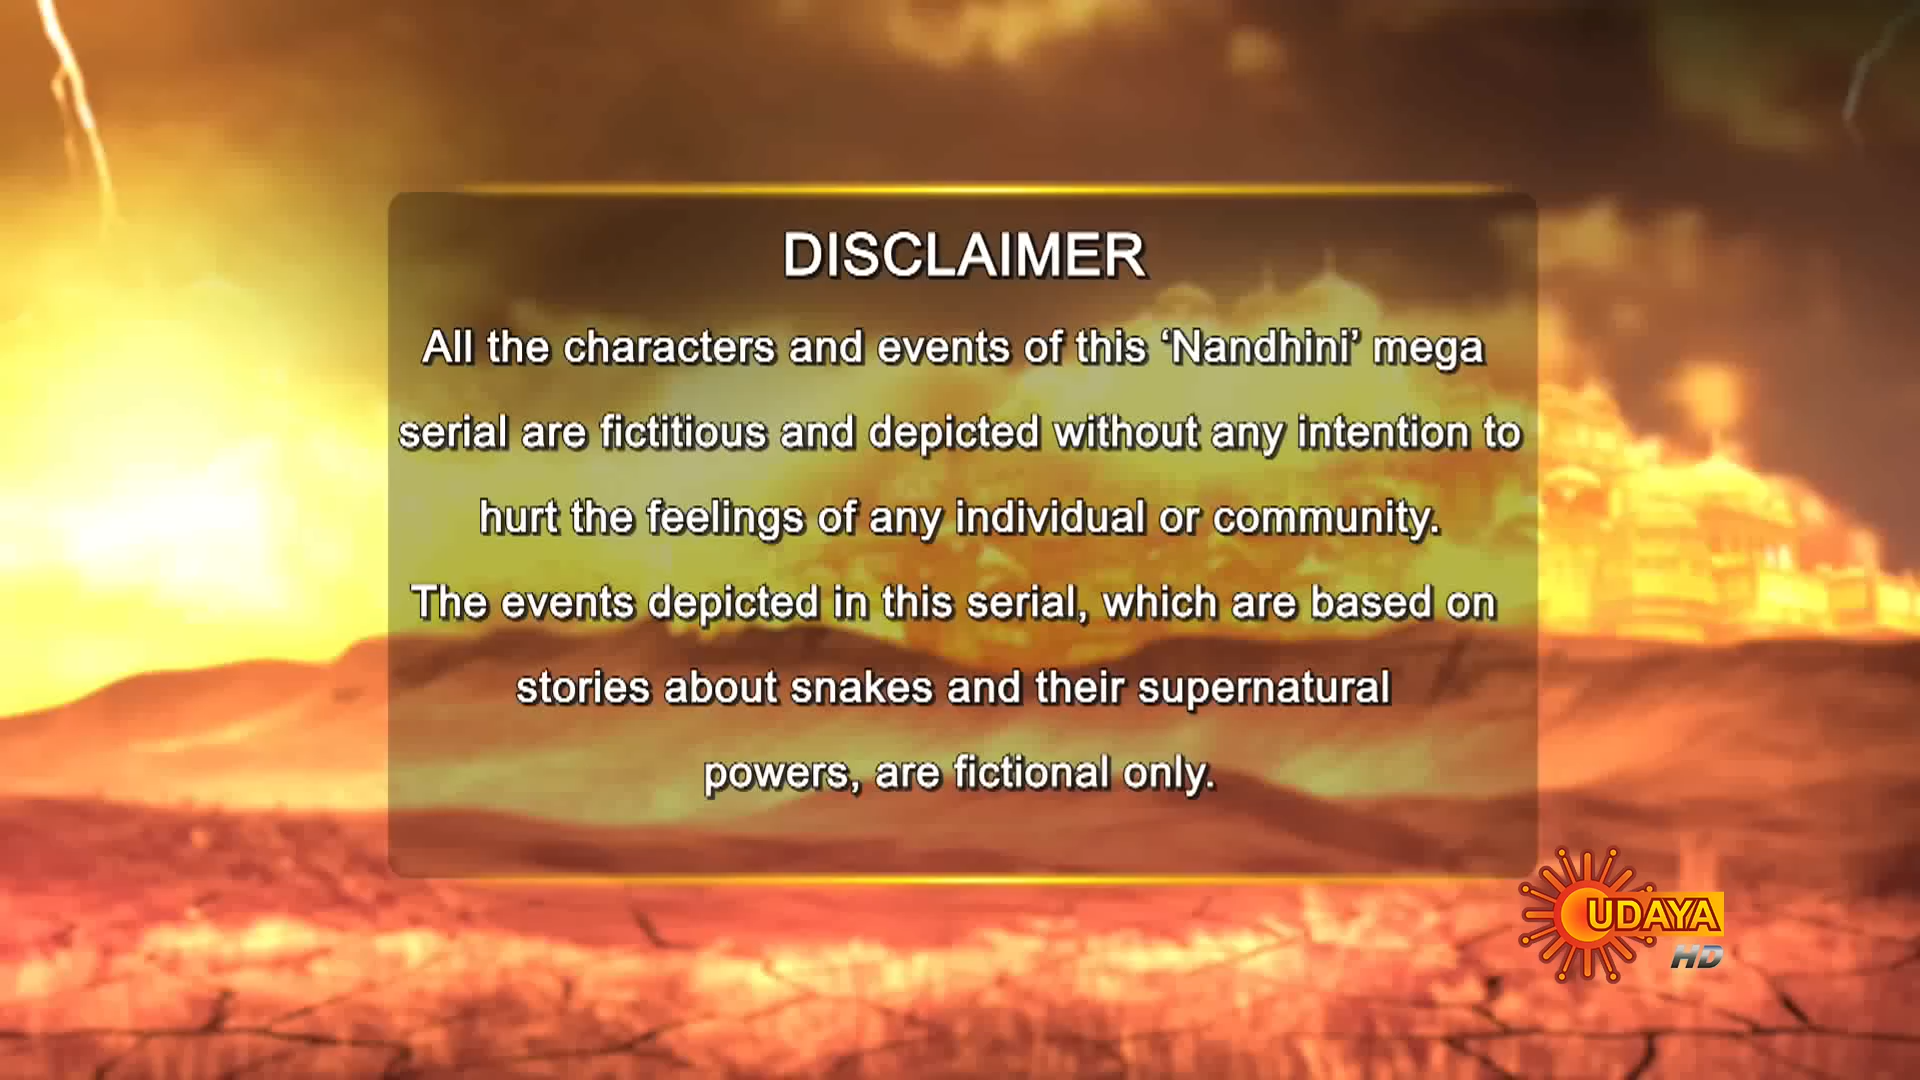 DISCLAIMER
All the characters and events of this ‘Nandhini’ mega
serial are fictitious and depicted without any intention to
hurt the feelings of any individual or community.
The events depicted in this serial, which are based on
stories about snakes and their supernatural
powers, are fictional only.
UDAYA
HD